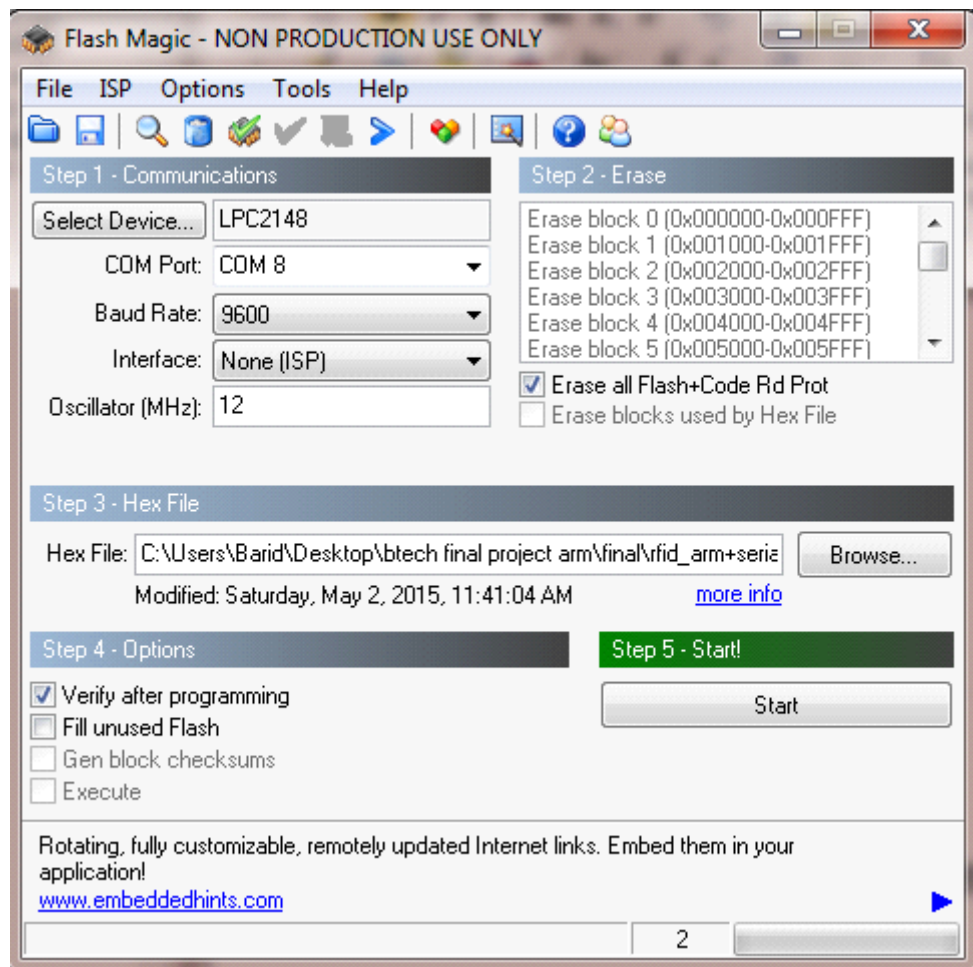 Flash Magic - NON PRODUCTION USE ONLY
File ISP Options Tools Help
Step 1 - Communications
Select Device... LPC2148
COM Port: COM 8
Baud Rate: 9600
Interface: None (ISP)
Oscillator (MHz): 12
Step 2 - Erase
Erase block 0 (0x000000-0x000FFF)
Erase block 1 (0x001000-0x001FFF)
Erase block 2 (0x002000-0x002FFF)
Erase block 3 (0x003000-0x003FFF)
Erase block 4 (0x004000-0x004FFF)
Erase block 5 (0x005000-0x005FFF)
Erase all Flash+Code Rd Prot
Erase blocks used by Hex File
Step 3 - Hex File
Hex File: C:\Users\Barid\Desktop\btech final project arm\final\rfid_arm+seria Browse...
Modified: Saturday, May 2, 2015, 11:41:04 AM more info
Step 4 - Options
Verify after programming
Fill unused Flash
Gen block checksums
Execute
Step 5 - Start!
Start
Rotating, fully customizable, remotely updated Internet links. Embed them in your
application!
www.embeddedhints.com
2